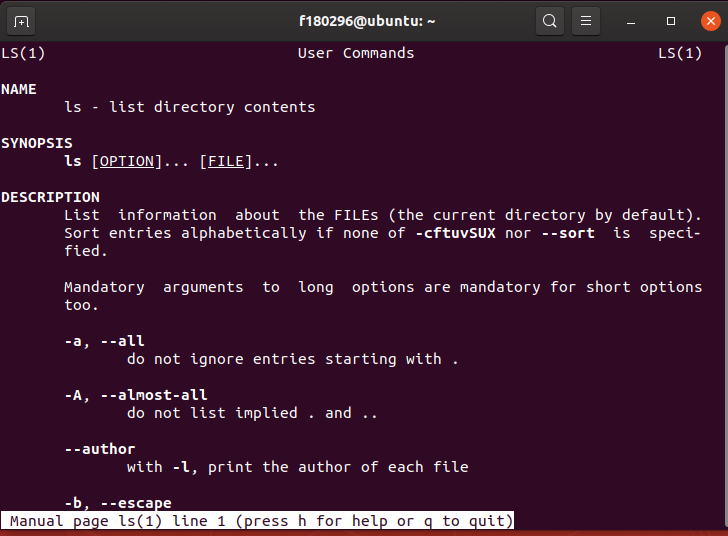 f180296@ubuntu: ~
LS(1) User Commands LS(1)
NAME
ls - list directory contents
SYNOPSIS
ls [OPTION]... [FILE]...
DESCRIPTION
List information about the FILEs (the current directory by default).
Sort entries alphabetically if none of -cftuvSUX nor --sort is speci-
fied.
Mandatory arguments to long options are mandatory for short options
too.
-a, --all
do not ignore entries starting with .
-A, --almost-all
do not list implied . and ..
--author
with -l, print the author of each file
-b, --escape
Manual page ls(1) line 1 (press h for help or q to quit)